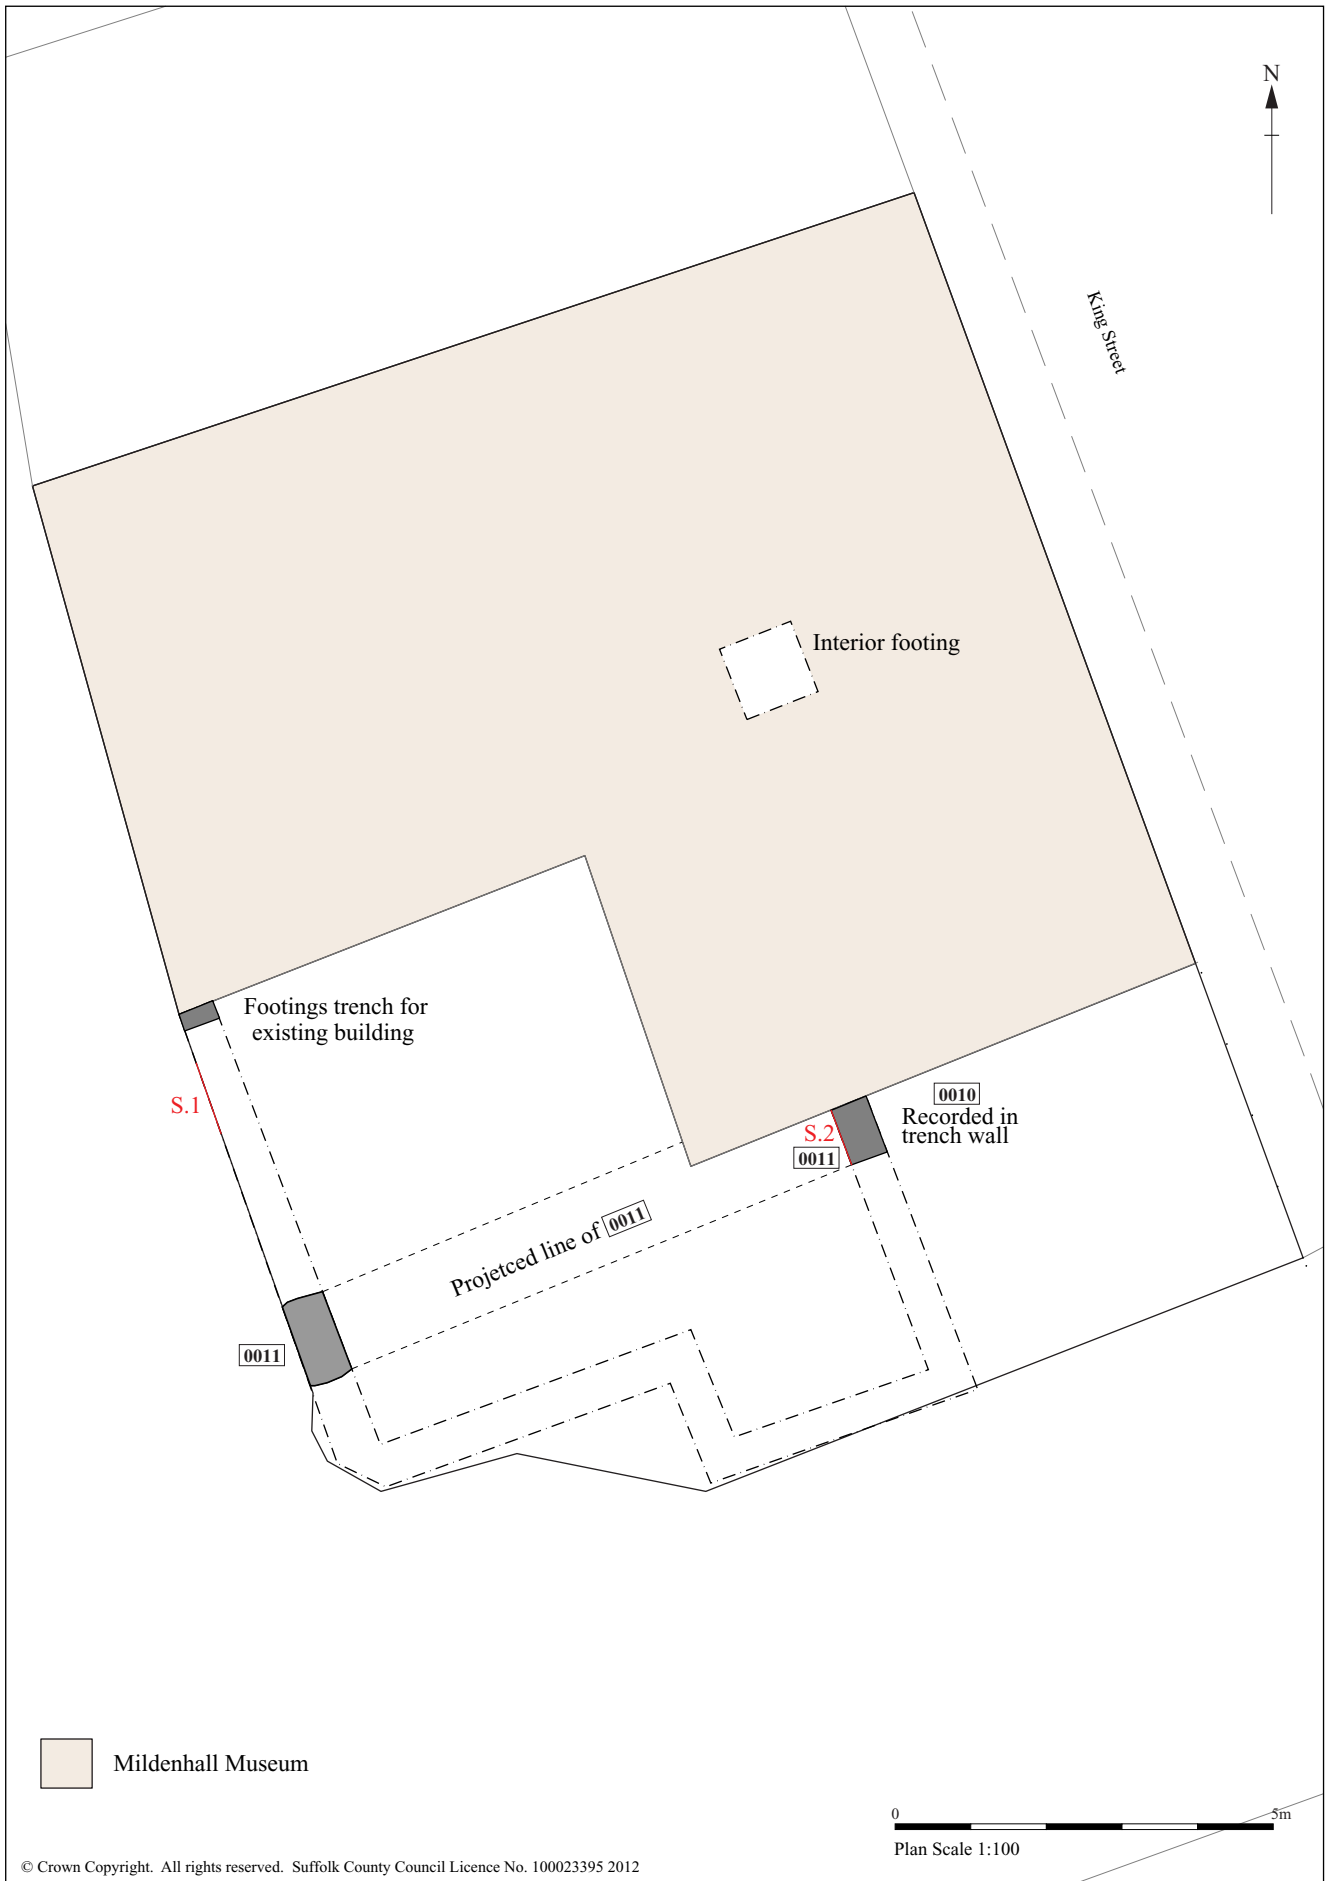 N
King Street
Interior footing
Footings trench for
existing building
S.1
0010
Recorded in
trench wall
S.2
0011
Projetced line of 0011
0011
Mildenhall Museum
0 5m
Plan Scale 1:100
© Crown Copyright. All rights reserved. Suffolk County Council Licence No. 100023395 2012